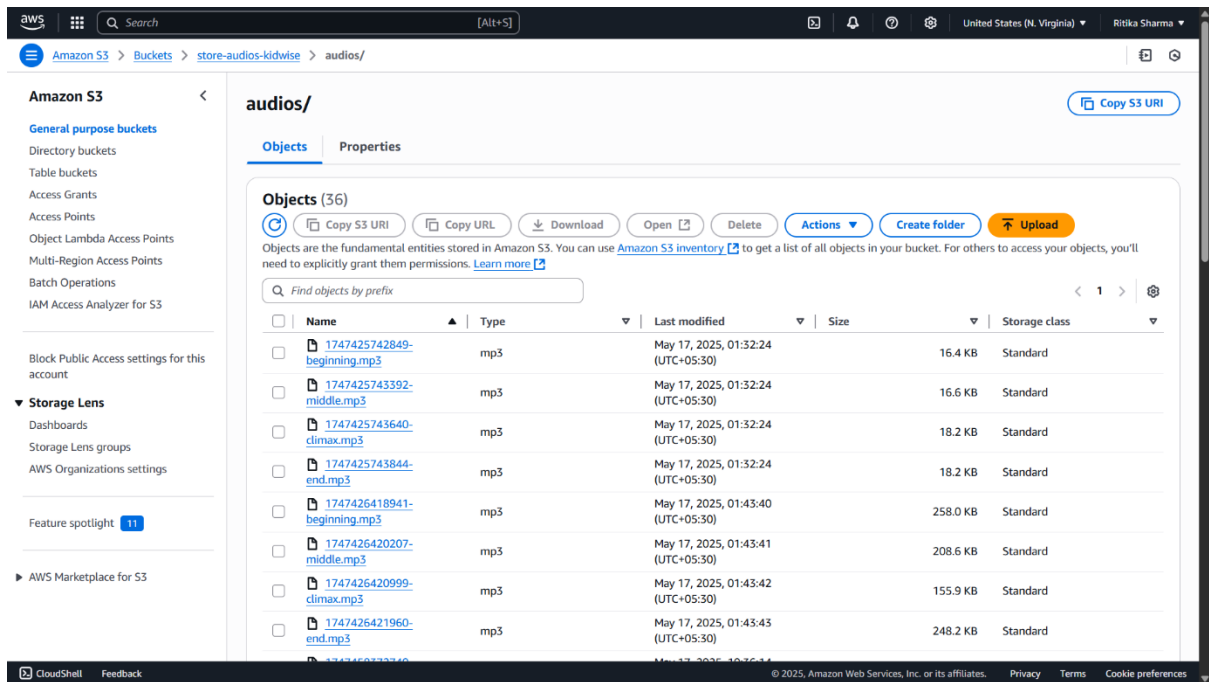 aws
Search
[Alt+S]
United States (N. Virginia) ▼
Ritika Sharma ▼
Amazon S3 > Buckets > store-audios-kidwise > audios/
Amazon S3
General purpose buckets
Directory buckets
Table buckets
Access Grants
Access Points
Object Lambda Access Points
Multi-Region Access Points
Batch Operations
IAM Access Analyzer for S3
Block Public Access settings for this
account
Storage Lens
Dashboards
Storage Lens groups
AWS Organizations settings
Feature spotlight 11
AWS Marketplace for S3
audios/
Copy S3 URI
Objects
Properties
Objects (36)
Copy S3 URI
Copy URL
Download
Open
Delete
Actions ▼
Create folder
Upload
Objects are the fundamental entities stored in Amazon S3. You can use Amazon S3 inventory to get a list of all objects in your bucket. For others to access your objects, you'll
need to explicitly grant them permissions. Learn more
Find objects by prefix
< 1 >
Name
Type
Last modified
Size
Storage class
1747425742849-
beginning.mp3
mp3
May 17, 2025, 01:32:24
(UTC+05:30)
16.4 KB
Standard
1747425743392-
middle.mp3
mp3
May 17, 2025, 01:32:24
(UTC+05:30)
16.6 KB
Standard
1747425743640-
climax.mp3
mp3
May 17, 2025, 01:32:24
(UTC+05:30)
18.2 KB
Standard
1747425743844-
end.mp3
mp3
May 17, 2025, 01:32:24
(UTC+05:30)
18.2 KB
Standard
1747426418941-
beginning.mp3
mp3
May 17, 2025, 01:43:40
(UTC+05:30)
258.0 KB
Standard
1747426420207-
middle.mp3
mp3
May 17, 2025, 01:43:41
(UTC+05:30)
208.6 KB
Standard
1747426420999-
climax.mp3
mp3
May 17, 2025, 01:43:42
(UTC+05:30)
155.9 KB
Standard
1747426421960-
end.mp3
mp3
May 17, 2025, 01:43:43
(UTC+05:30)
248.2 KB
Standard
CloudShell
Feedback
© 2025, Amazon Web Services, Inc. or its affiliates.
Privacy
Terms
Cookie preferences